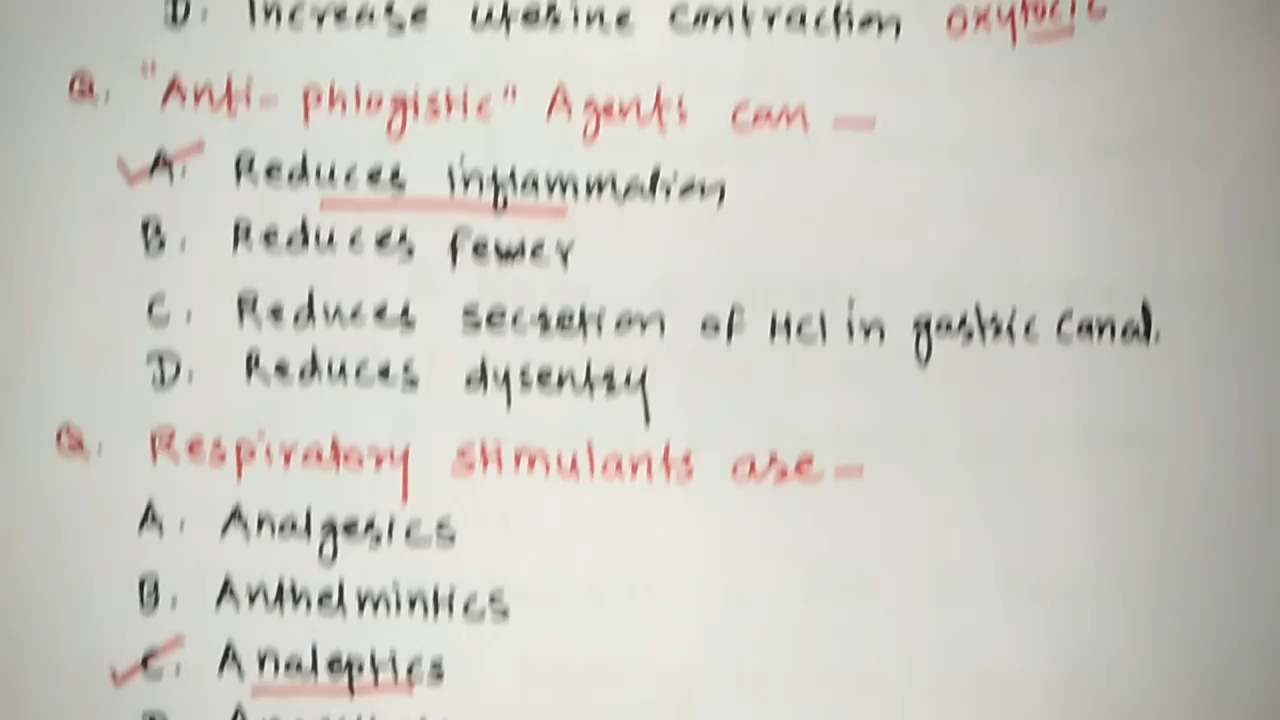 D. Increase uterine contraction oxytocic
Q. "Anti-phlogistic" Agents can —
A. Reduces inflammation
B. Reduces fewer
C. Reduces secretion of HCl in gastric canal.
D. Reduces dysentry
Q. Respiratory stimulants are —
A. Analgesics
B. Anthelmintics
C. Analeptics